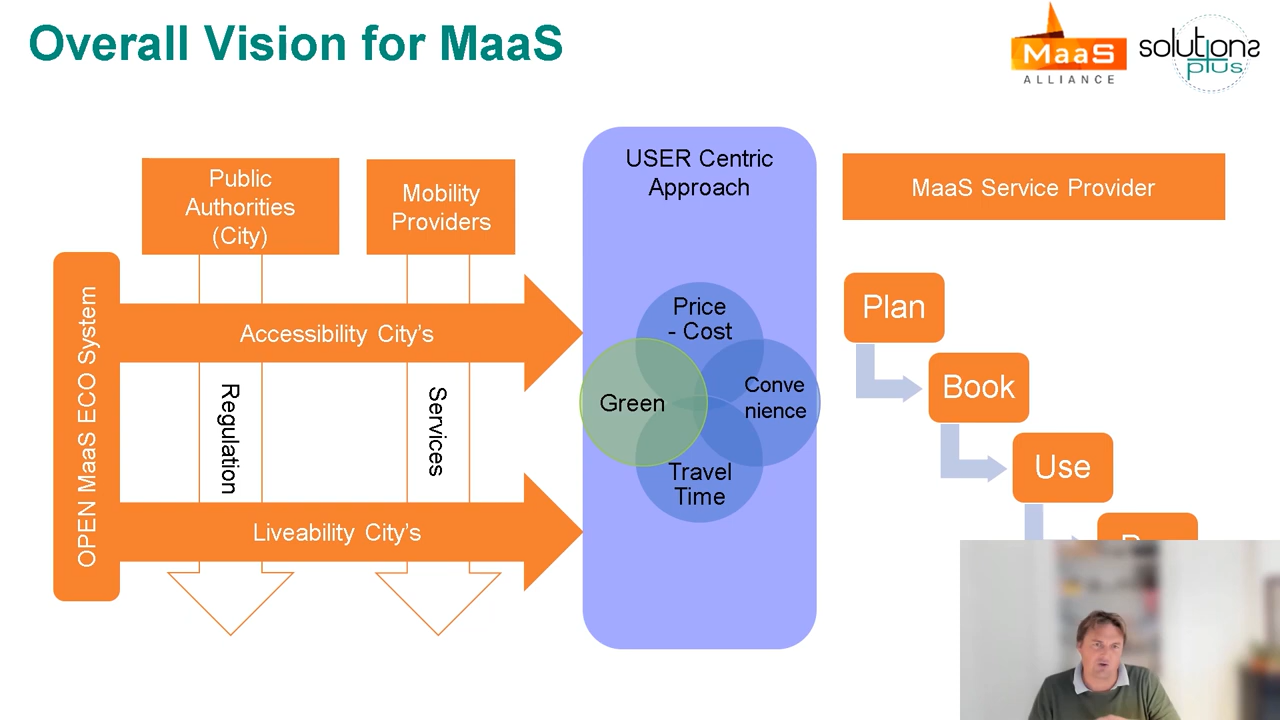 Overall Vision for MaaS
MaaS
ALLIANCE
solutions
plus
Public
Authorities
(City)
Mobility
Providers
USER Centric
Approach
MaaS Service Provider
OPEN MaaS ECO System
Accessibility City's
Regulation
Services
Liveability City's
Price
- Cost
Green
Conve
nience
Travel
Time
Plan
Book
Use